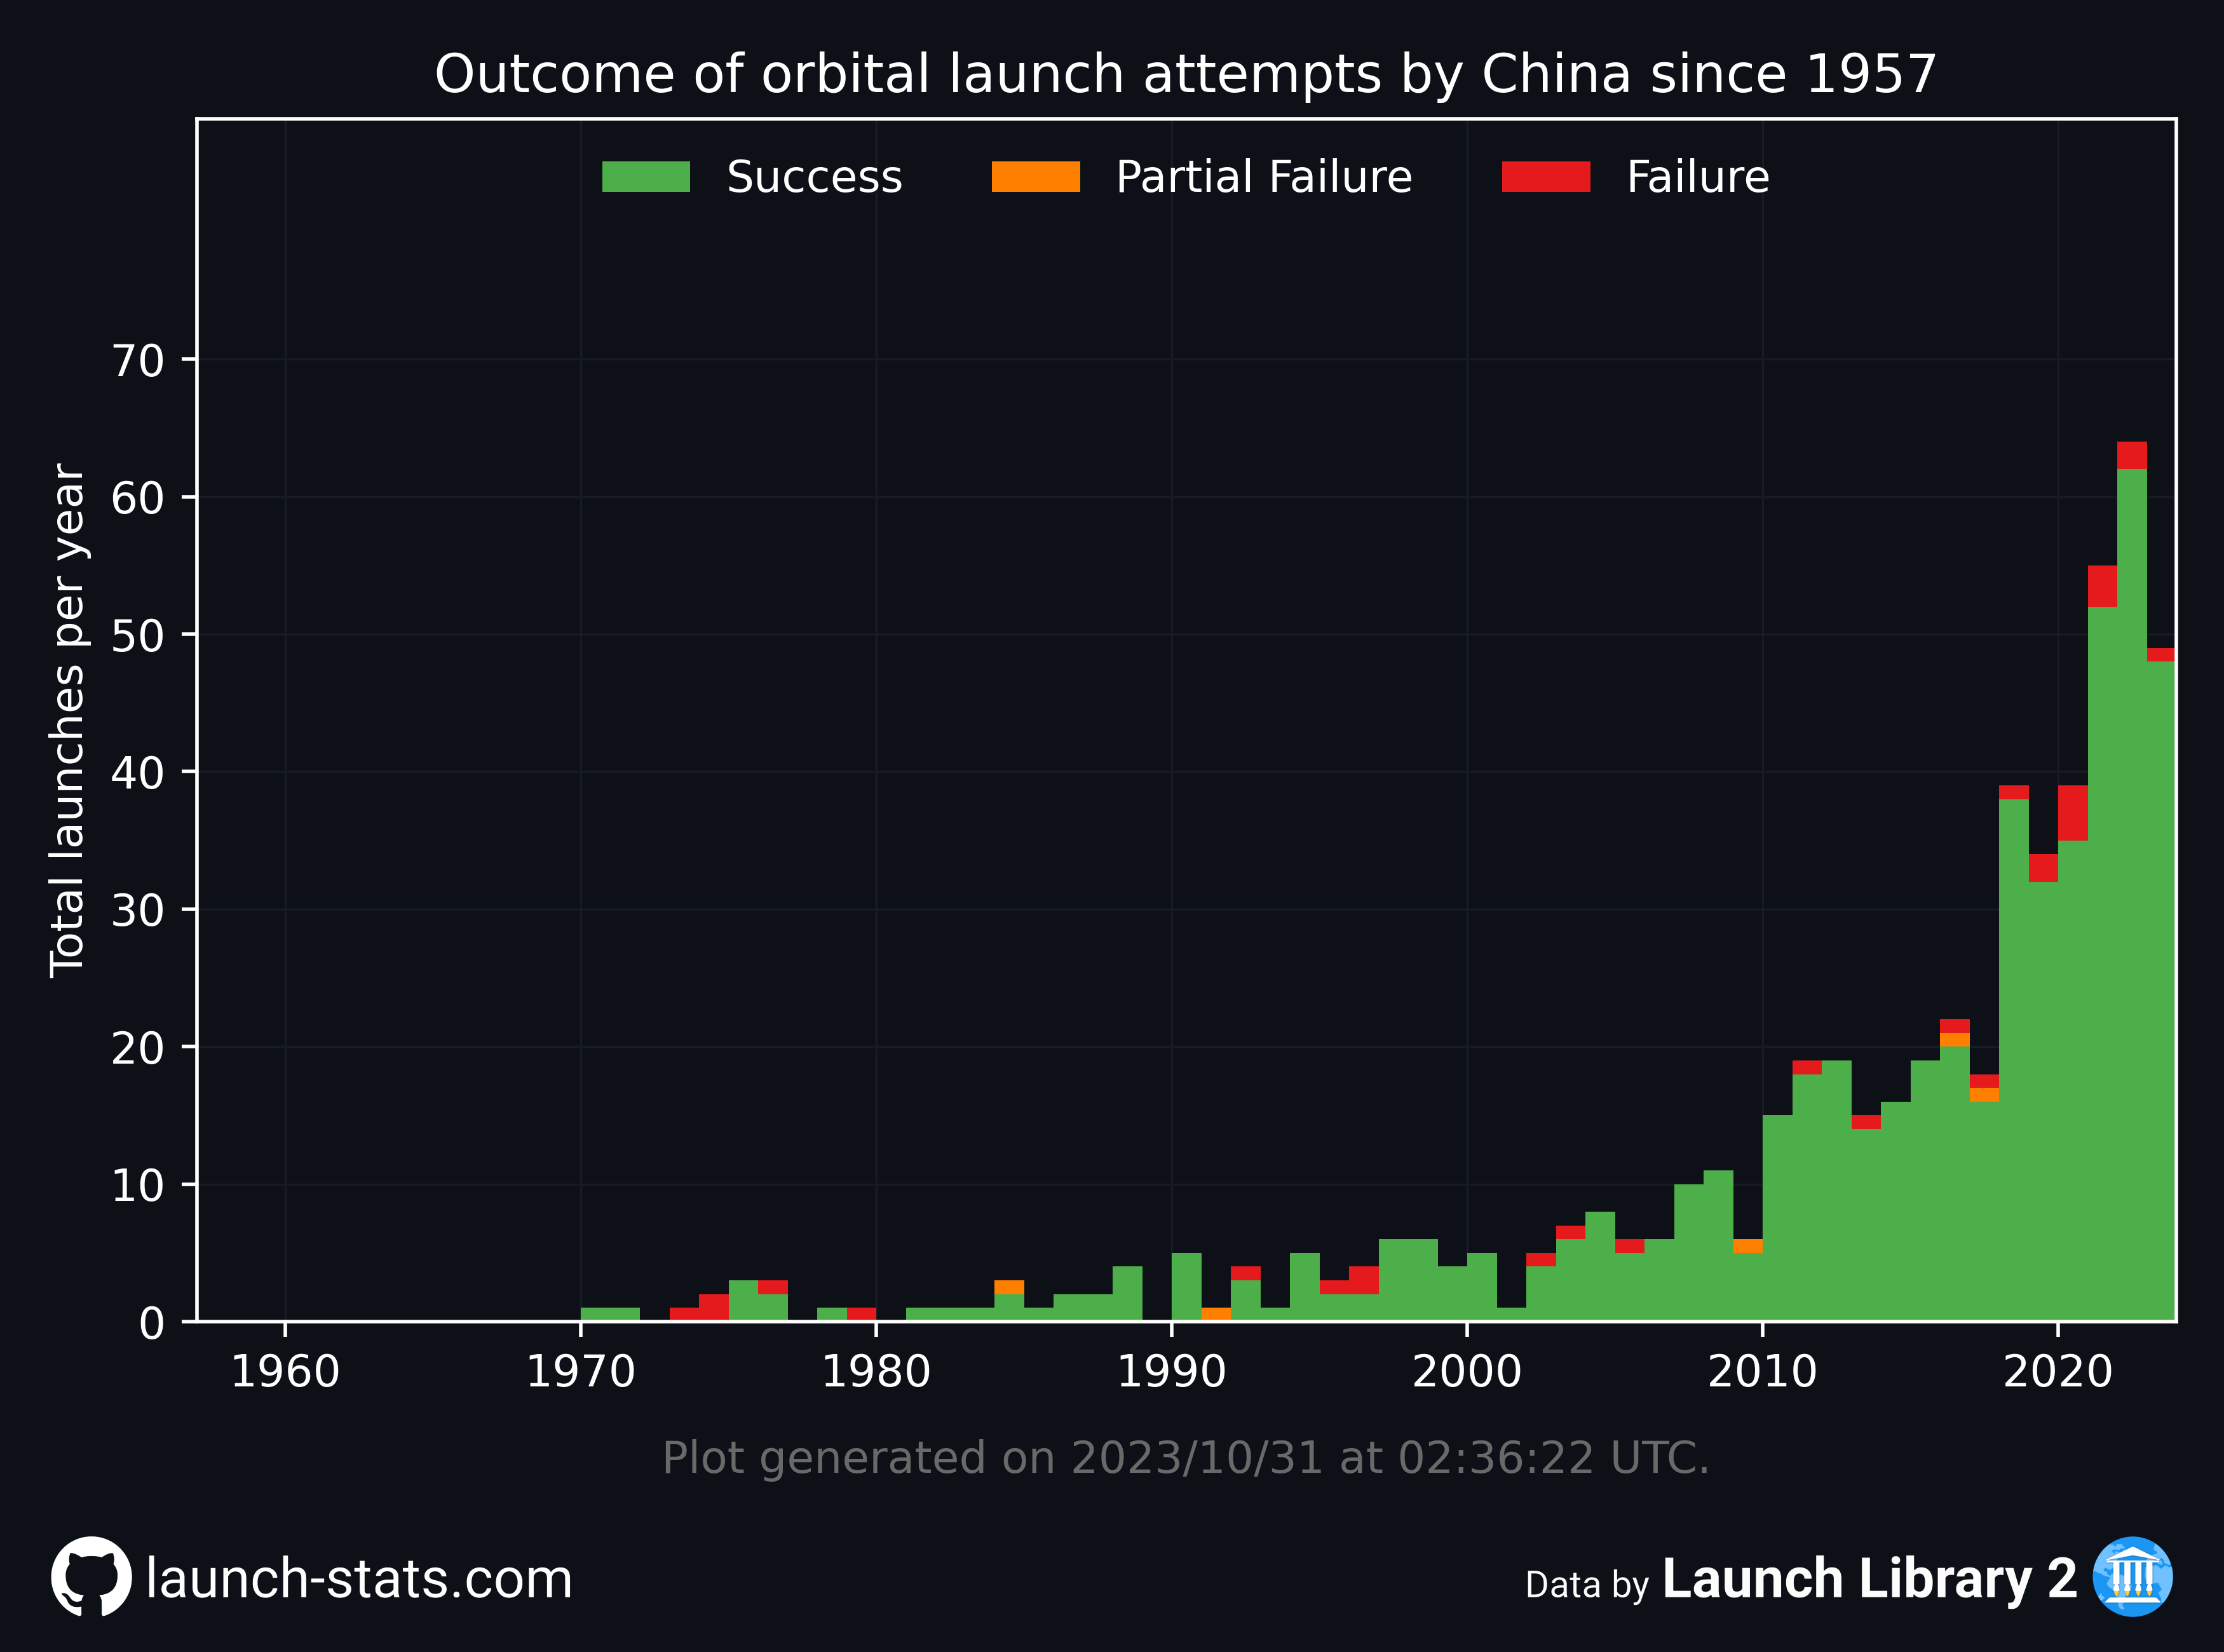 Outcome of orbital launch attempts by China since 1957
Success
Partial Failure
Failure
Total launches per year
70
60
50
40
30
20
10
0
1960
1970
1980
1990
2000
2010
2020
Plot generated on 2023/10/31 at 02:36:22 UTC.
launch-stats.com
Data by Launch Library 2